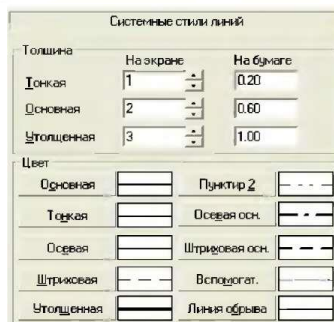 Системные стили линий
Толщина
На экране На бумаге
Тонкая 1 0.20
Основная 2 0.60
Утолщенная 3 1.00
Цвет
Основная Пунктир 2
Тонкая Осевая осн.
Осевая Штриховая осн.
Штриховая Вспомогат.
Утолщенная Линия обрыва